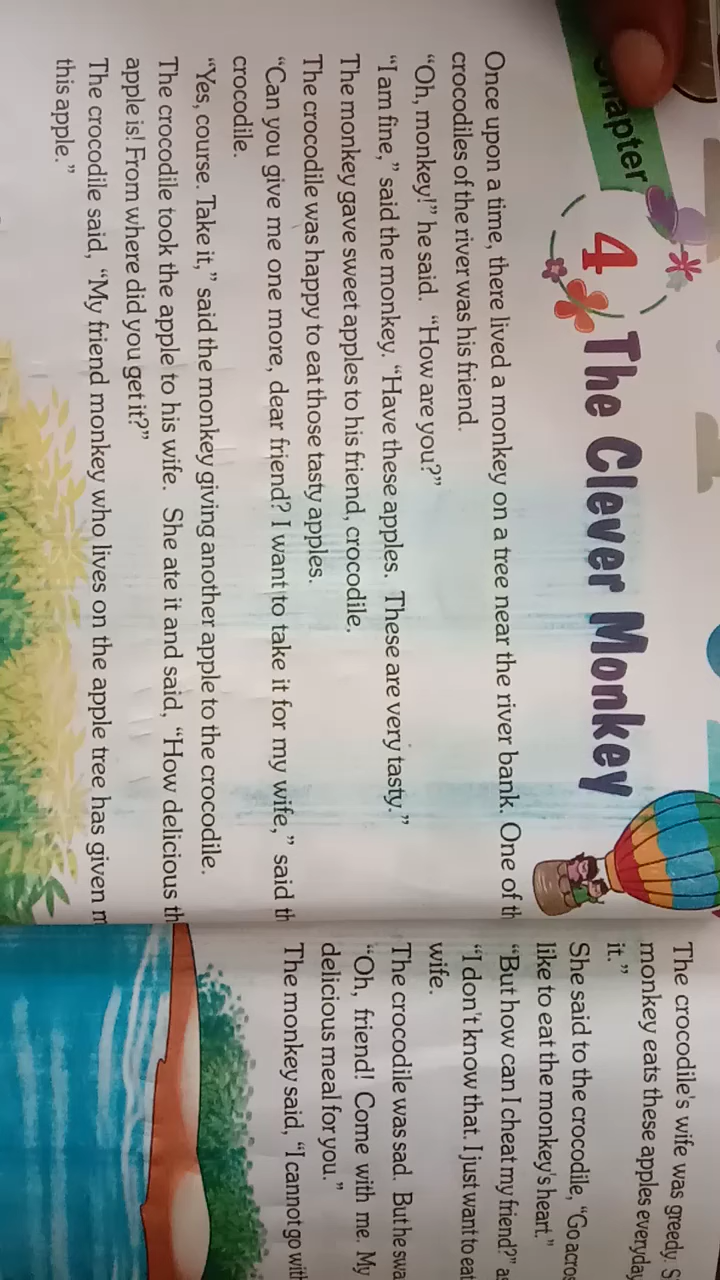 Chapter
4 The Clever Monkey
Once upon a time, there lived a monkey on a tree near the river bank. One of
crocodiles of the river was his friend.
“Oh, monkey!” he said. “How are you?”
“I am fine,” said the monkey. “Have these apples. These are very tasty.”
The monkey gave sweet apples to his friend, crocodile.
The crocodile was happy to eat those tasty apples.
“Can you give me one more, dear friend? I want to take it for my wife,” said
crocodile.
“Yes, course. Take it,” said the monkey giving another apple to the crocodile.
The crocodile took the apple to his wife. She ate it and said, “How delicious
apple is! From where did you get it?”
The crocodile said, “My friend monkey who lives on the apple tree has given
this apple.”
The crocodile's wife was greedy.
monkey eats these apples everyday
it.”
She said to the crocodile, “Go
like to eat the monkey's heart.”
“But how can I cheat my friend?”
“I don't know that. I just want to eat
wife.
The crocodile was sad. But he
“Oh, friend! Come with me. My
delicious meal for you.”
The monkey said, “I cannot go